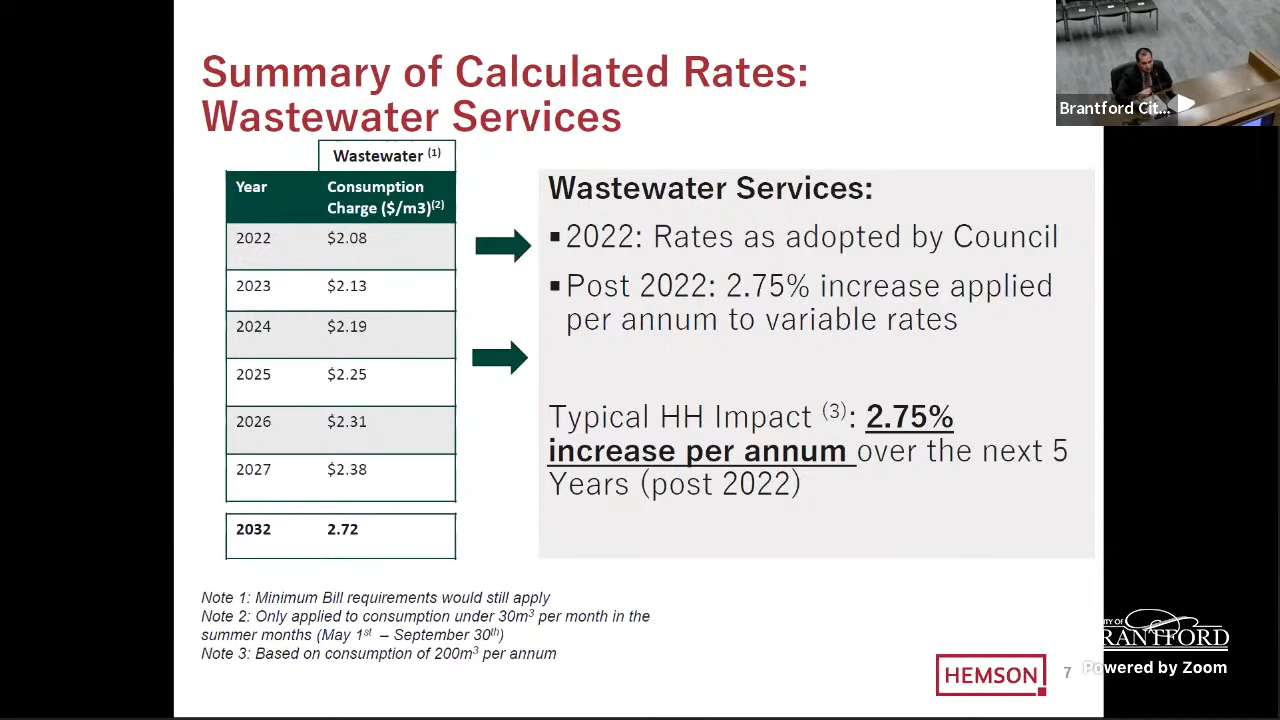 Summary of Calculated Rates:
Wastewater Services
Wastewater (1)
Year Consumption
Charge ($/m3)(2)
2022 $2.08
2023 $2.13
2024 $2.19
2025 $2.25
2026 $2.31
2027 $2.38
2032 2.72
Wastewater Services:
▪2022: Rates as adopted by Council
▪Post 2022: 2.75% increase applied
per annum to variable rates
Typical HH Impact (3): 2.75%
increase per annum over the next 5
Years (post 2022)
Note 1: Minimum Bill requirements would still apply
Note 2: Only applied to consumption under 30m3 per month in the
summer months (May 1st – September 30th)
Note 3: Based on consumption of 200m3 per annum
HEMSON
7
Brantford Cit...
RANTFORD
Powered by Zoom